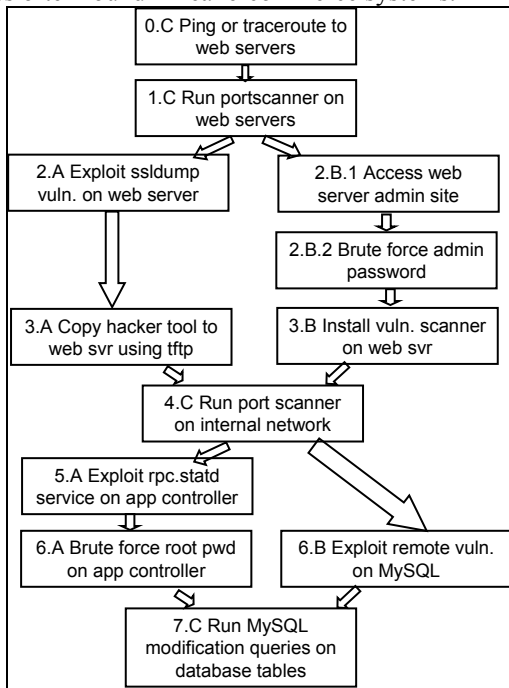 0.C Ping or traceroute to
web servers
1.C Run portscanner on
web servers
2.A Exploit ssldump
vuln. on web server
2.B.1 Access web
server admin site
2.B.2 Brute force admin
password
3.A Copy hacker tool to
web svr using tftp
3.B Install vuln. scanner
on web svr
4.C Run port scanner
on internal network
5.A Exploit rpc.statd
service on app controller
6.A Brute force root pwd
on app controller
6.B Exploit remote vuln.
on MySQL
7.C Run MySQL
modification queries on
database tables